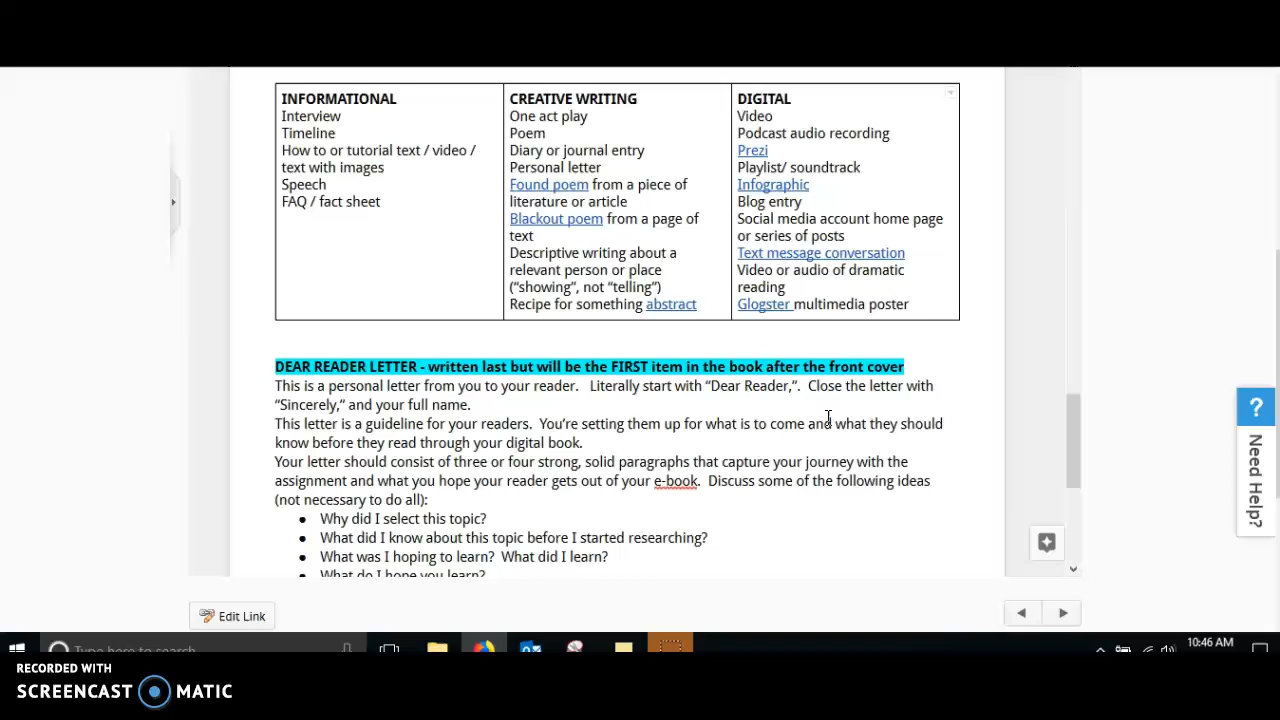 INFORMATIONAL
Interview
Timeline
How to or tutorial text / video /
text with images
Speech
FAQ / fact sheet
CREATIVE WRITING
One act play
Poem
Diary or journal entry
Personal letter
Found poem from a piece of
literature or article
Blackout poem from a page of
text
Descriptive writing about a
relevant person or place
(“showing”, not “telling”)
Recipe for something abstract
DIGITAL
Video
Podcast audio recording
Prezi
Playlist/ soundtrack
Infographic
Blog entry
Social media account home page
or series of posts
Text message conversation
Video or audio of dramatic
reading
Glogster multimedia poster
DEAR READER LETTER - written last but will be the FIRST item in the book after the front cover
This is a personal letter from you to your reader. Literally start with “Dear Reader,”. Close the letter with
“Sincerely,” and your full name.
This letter is a guideline for your readers. You’re setting them up for what is to come and what they should
know before they read through your digital book.
Your letter should consist of three or four strong, solid paragraphs that capture your journey with the
assignment and what you hope your reader gets out of your e-book. Discuss some of the following ideas
(not necessary to do all):
• Why did I select this topic?
• What did I know about this topic before I started researching?
• What was I hoping to learn? What did I learn?
• What do I hope you learn?
? Need Help?
Edit Link
Type here to search
10:46 AM
RECORDED WITH
SCREENCAST MATIC